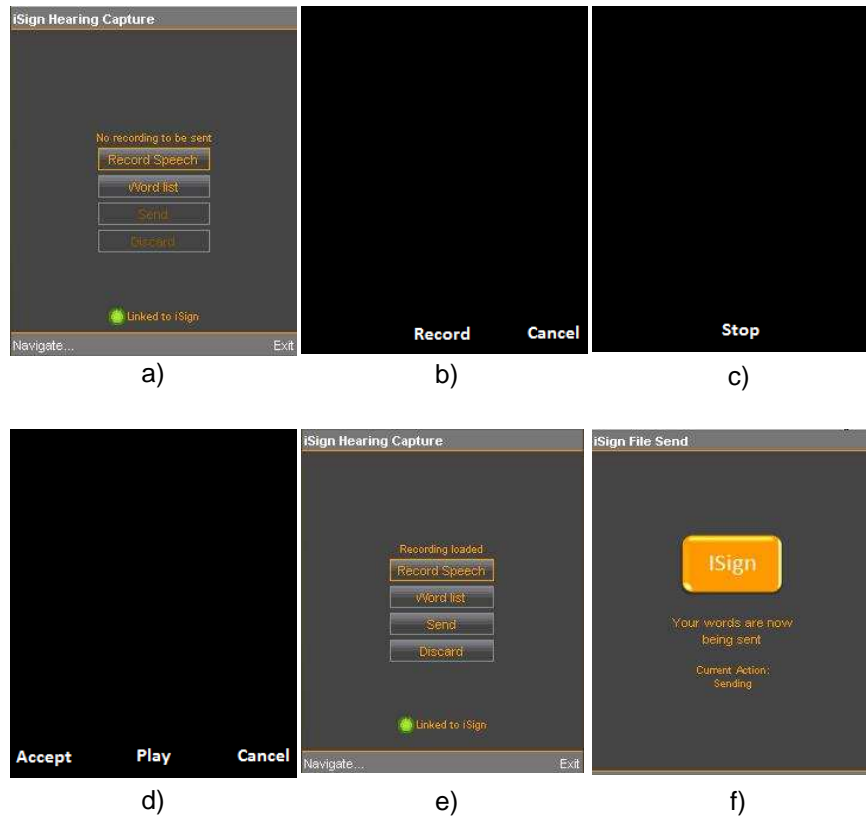 iSign Hearing Capture
No recording to be sent
Record Speech
Word list
Send
Discard
Linked to iSign
Navigate... Exit
a)
Record Cancel
b)
Stop
c)
Accept Play Cancel
d)
iSign Hearing Capture
Recording loaded
Record Speech
Word list
Send
Discard
Linked to iSign
Navigate... Exit
e)
iSign File Send
ISign
Your words are now
being sent
Current Action:
Sending
f)